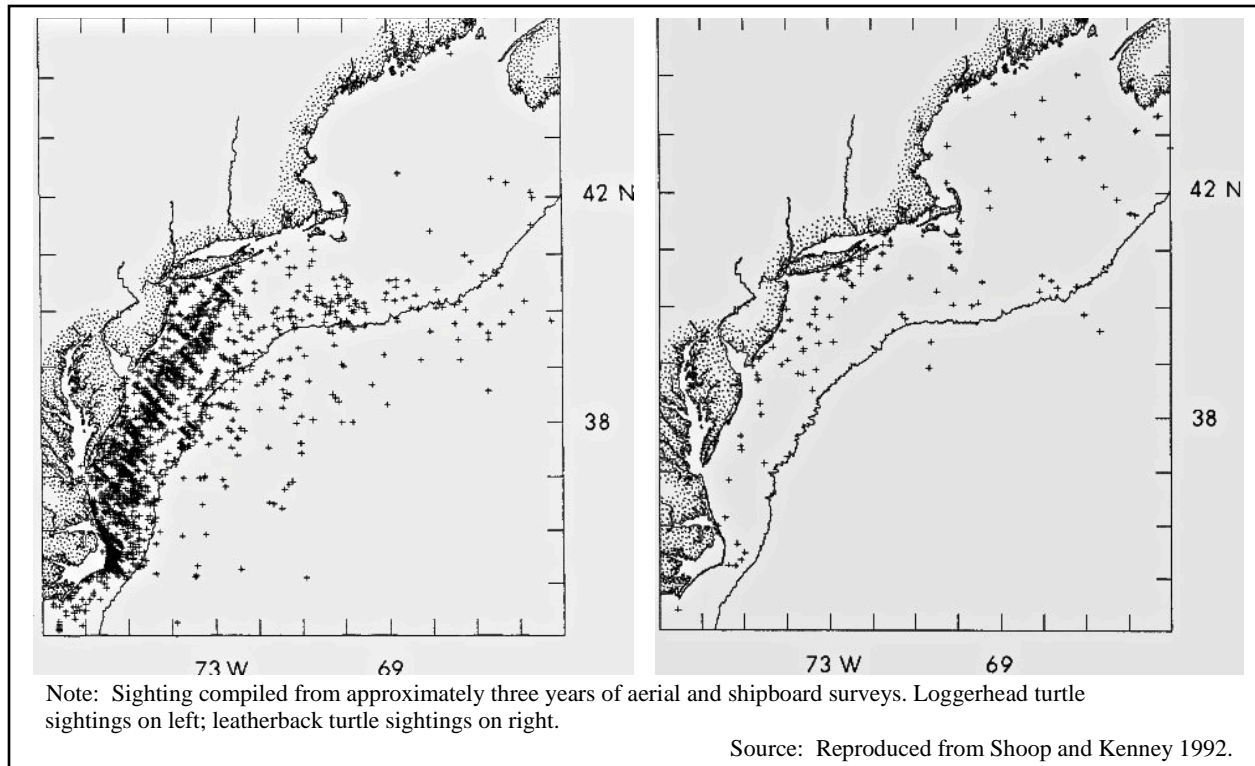 42 N
38
73 W
69
42 N
38
73 W
69
Note: Sighting compiled from approximately three years of aerial and shipboard surveys. Loggerhead turtle
sightings on left; leatherback turtle sightings on right.
Source: Reproduced from Shoop and Kenney 1992.